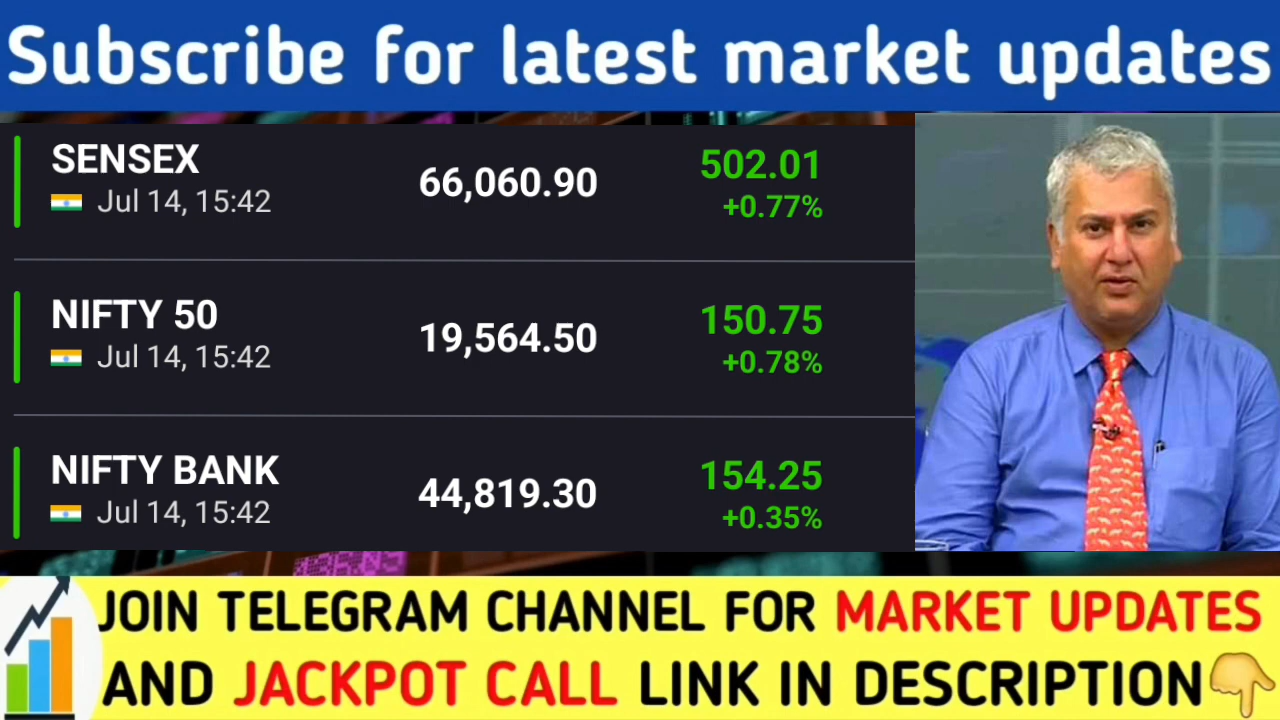 Subscribe for latest market updates
SENSEX
Jul 14, 15:42
66,060.90
502.01
+0.77%
NIFTY 50
Jul 14, 15:42
19,564.50
150.75
+0.78%
NIFTY BANK
Jul 14, 15:42
44,819.30
154.25
+0.35%
JOIN TELEGRAM CHANNEL FOR MARKET UPDATES
AND JACKPOT CALL LINK IN DESCRIPTION👇